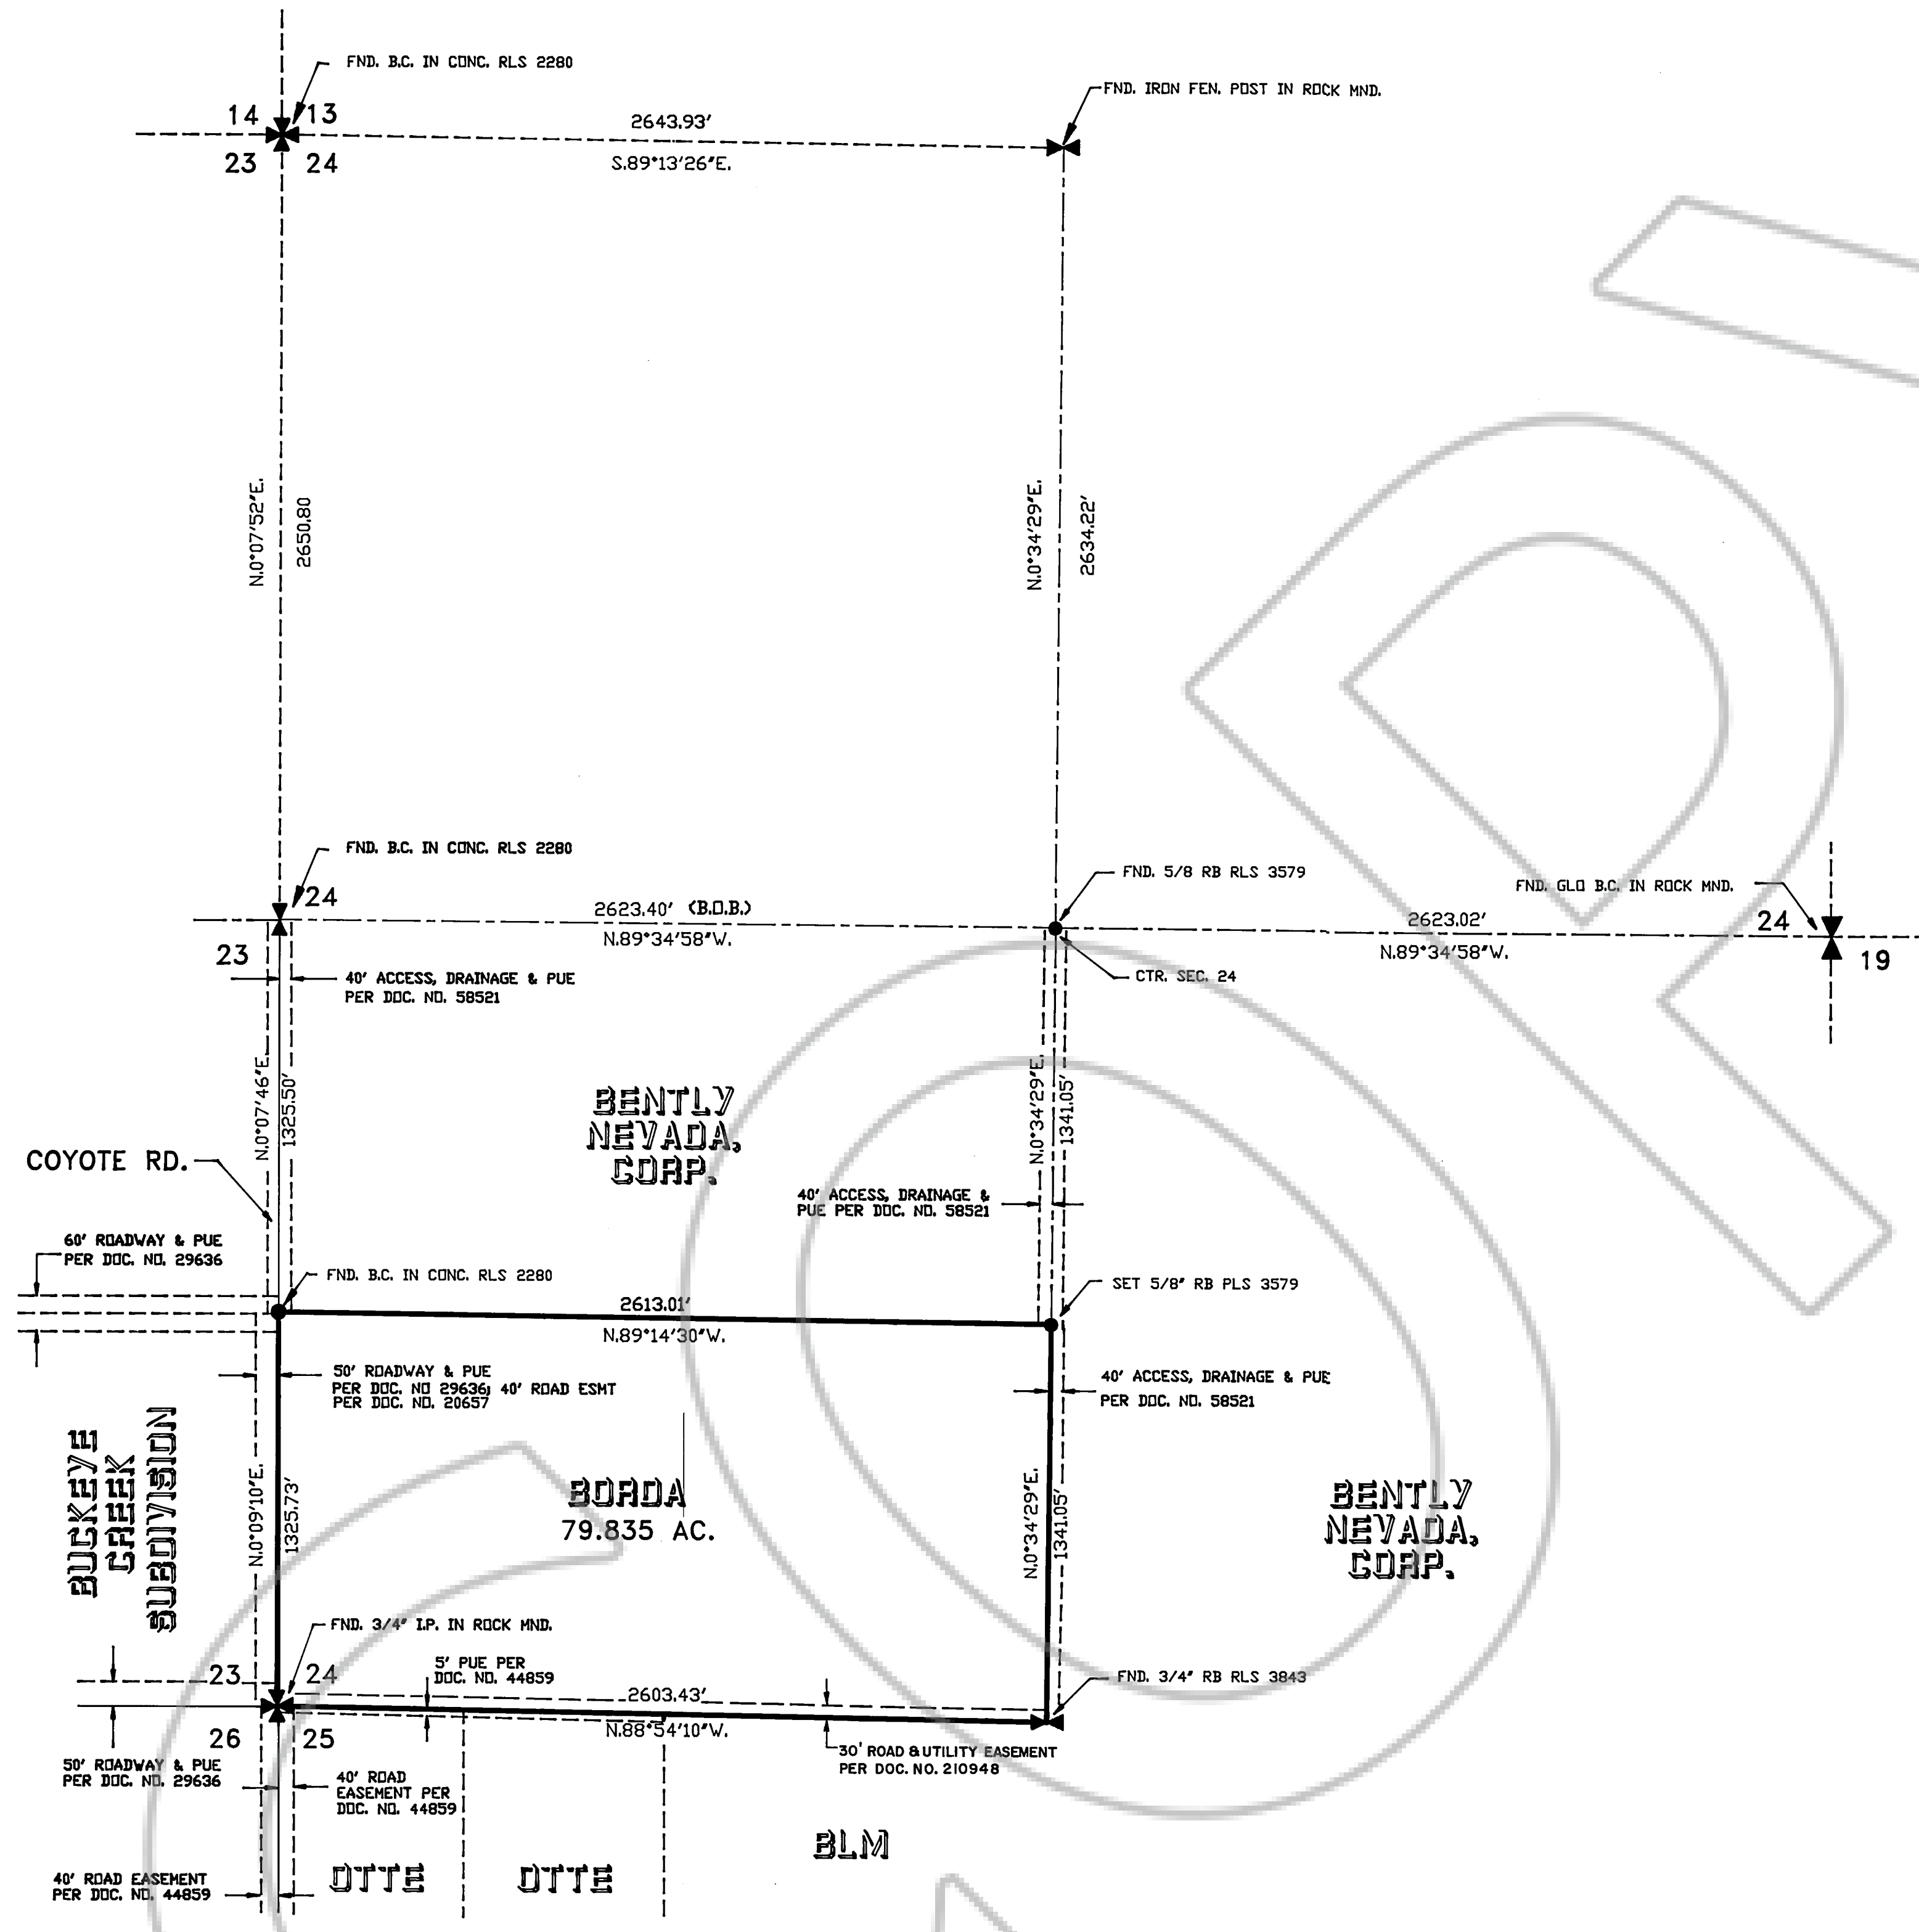 FND. B.C. IN CONC. RLS 2280
FND. IRON FEN. POST IN ROCK MND.
14 13
23 24
2643.93'
S.89°13'26"E.
N.0°07'52"E.
2650.80
N.0°34'29"E.
2634.22'
FND. B.C. IN CONC. RLS 2280
24
23
2623.40' (B.O.B.)
N.89°34'58"W.
FND. 5/8 RB RLS 3579
CTR. SEC. 24
FND. GLO B.C. IN ROCK MND.
2623.02'
N.89°34'58"W.
24
19
40' ACCESS, DRAINAGE & PUE
PER DOC. NO. 58521
N.0°07'46"E.
1325.50'
BENTLY
NEVADA,
CORP.
N.0°34'29"E.
1341.05'
COYOTE RD.
40' ACCESS, DRAINAGE &
PUE PER DOC. NO. 58521
60' ROADWAY & PUE
PER DOC. NO. 29636
FND. B.C. IN CONC. RLS 2280
SET 5/8" RB PLS 3579
2613.01'
N.89°14'30"W.
50' ROADWAY & PUE
PER DOC. NO 29636; 40' ROAD ESMT
PER DOC. NO. 20657
40' ACCESS, DRAINAGE & PUE
PER DOC. NO. 58521
BUCKEYE
CREEK
SUBDIVISION
N.0°09'10"E.
1325.73'
BORDA
79.835 AC.
N.0°34'29"E.
1341.05'
BENTLY
NEVADA,
CORP.
FND. 3/4" I.P. IN ROCK MND.
23 24
26 25
5' PUE PER
DOC. NO. 44859
2603.43'
N.88°54'10"W.
FND. 3/4" RB RLS 3843
30' ROAD & UTILITY EASEMENT
PER DOC. NO. 210948
50' ROADWAY & PUE
PER DOC. NO. 29636
40' ROAD
EASEMENT PER
DOC. NO. 44859
40' ROAD EASEMENT
PER DOC. NO. 44859
OTTE OTTE
BLM